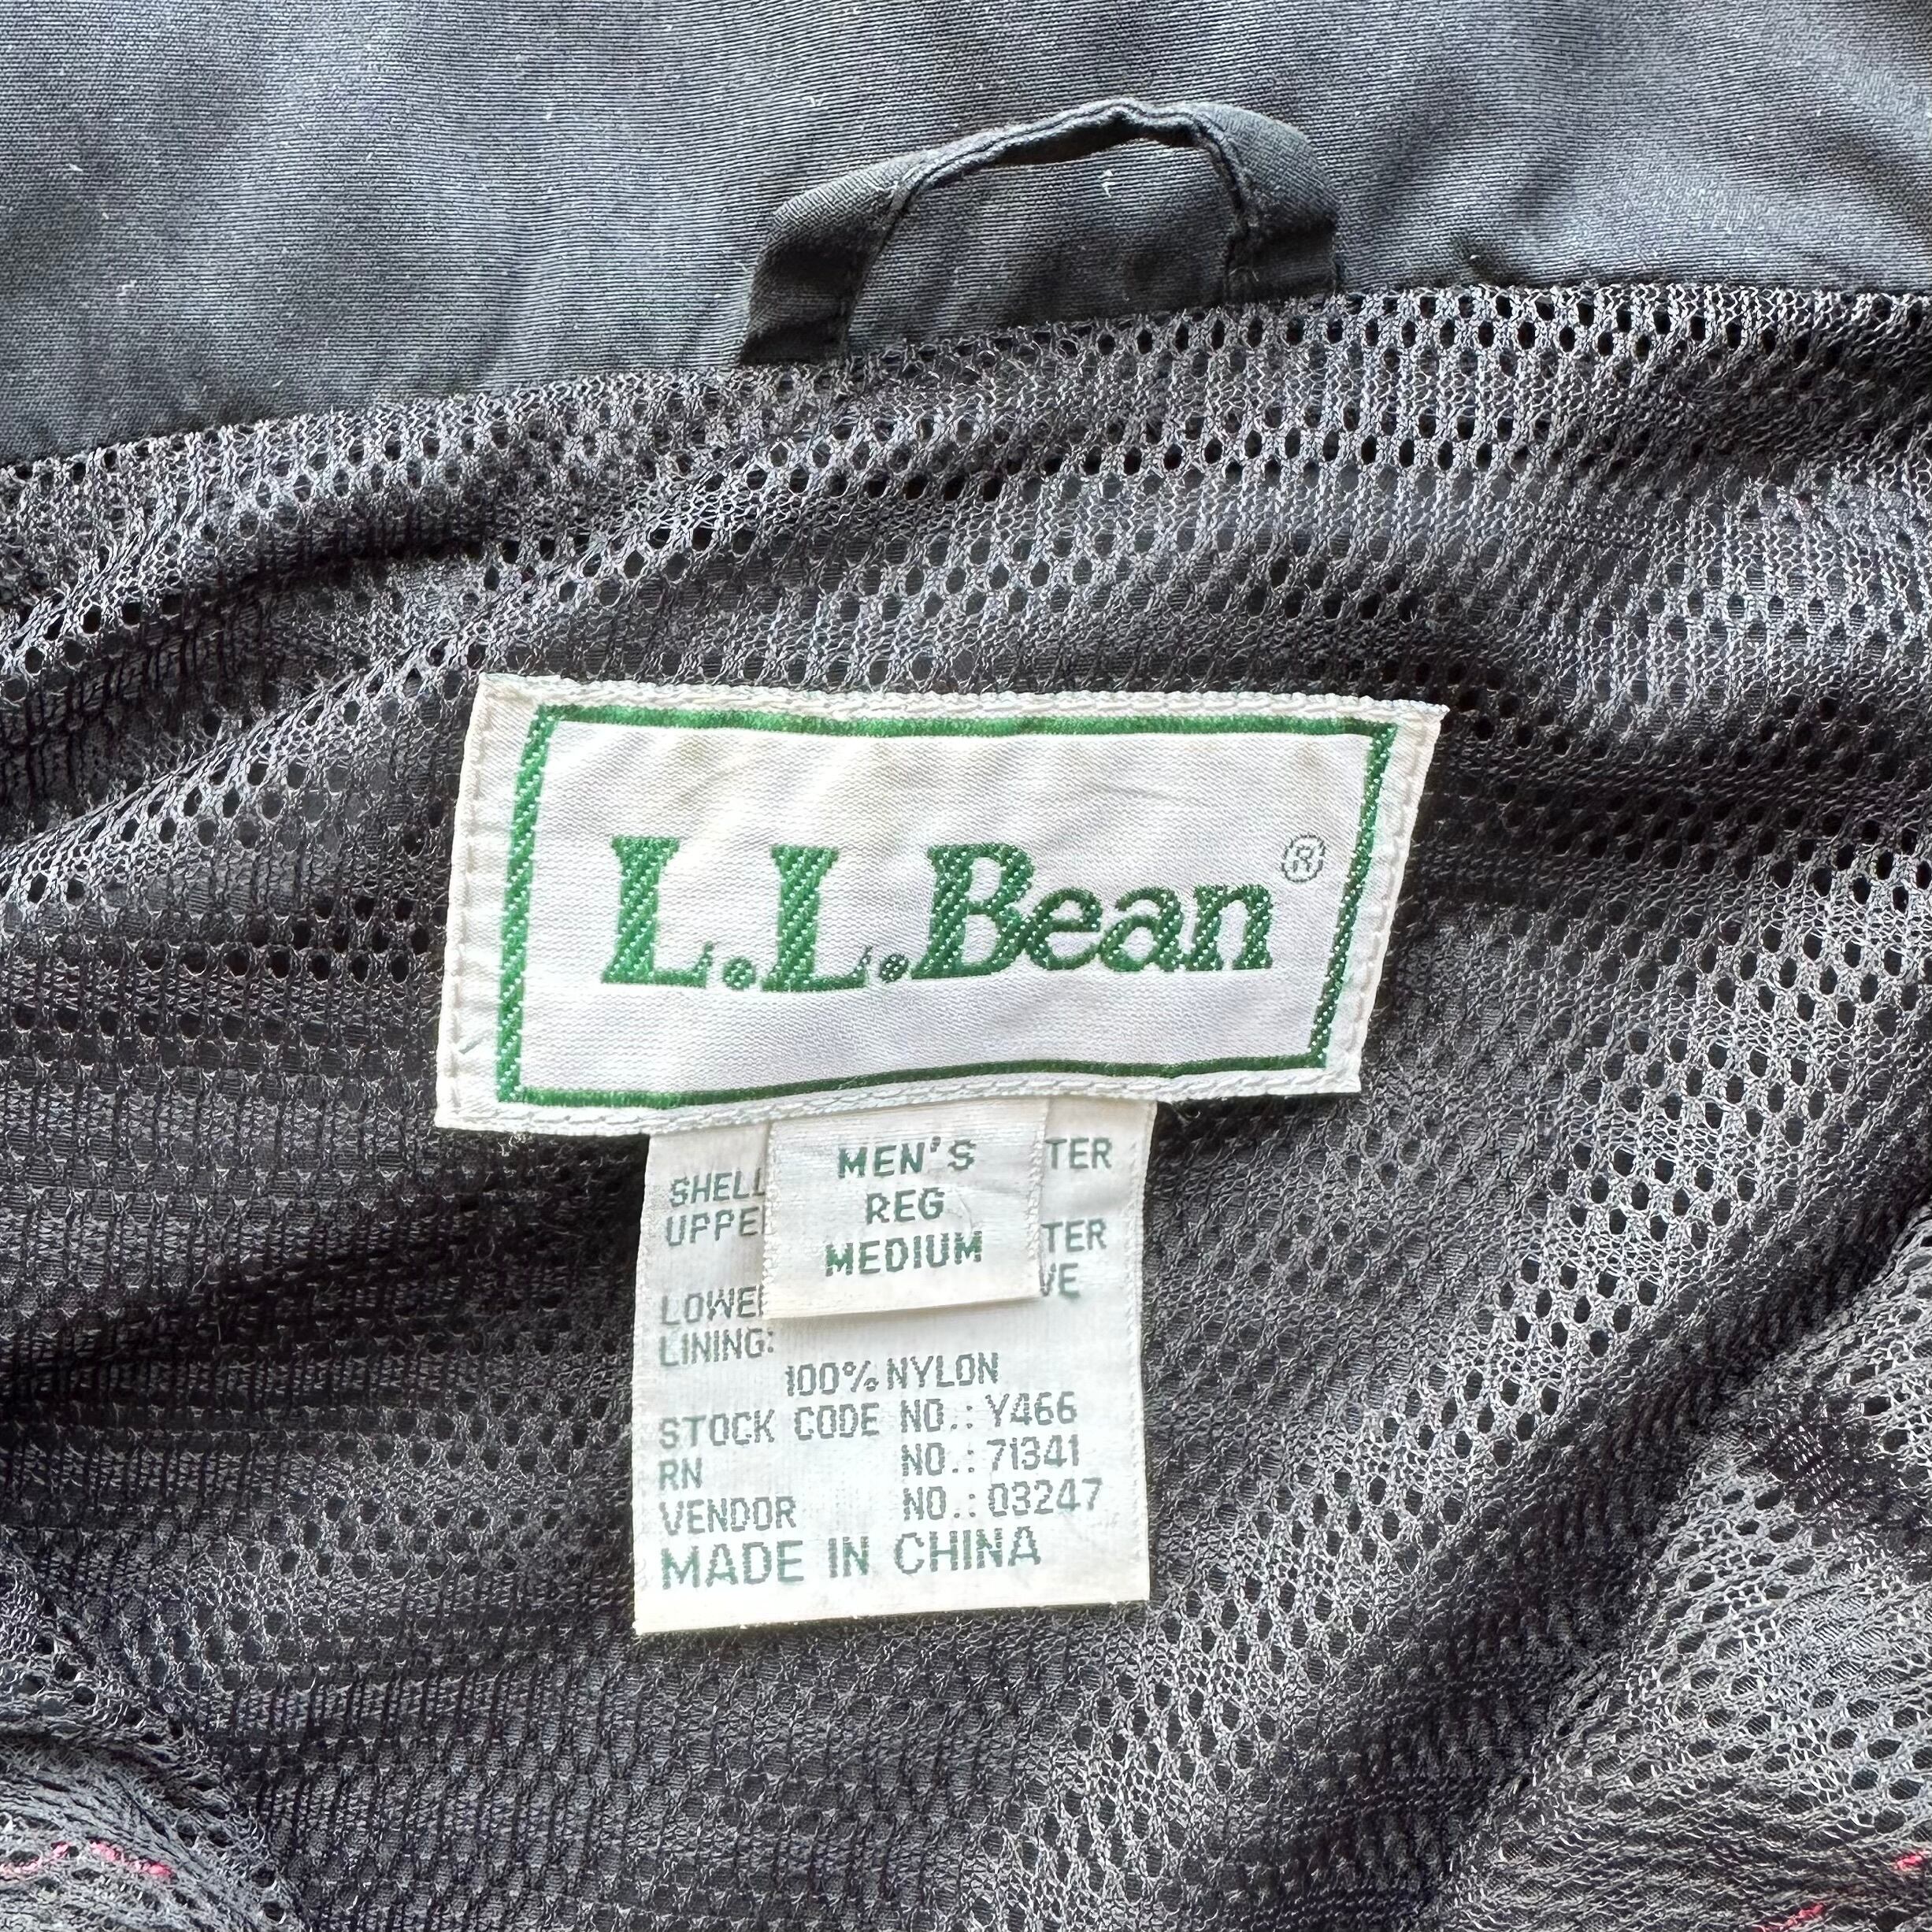 L.L.Bean®
MEN'S
REG
MEDIUM
SHELL
UPPE
TER
TER
VE
LOWE
LINING:
100% NYLON
STOCK CODE NO.: Y466
RN NO.: 71341
VENDOR NO.: 03247
MADE IN CHINA